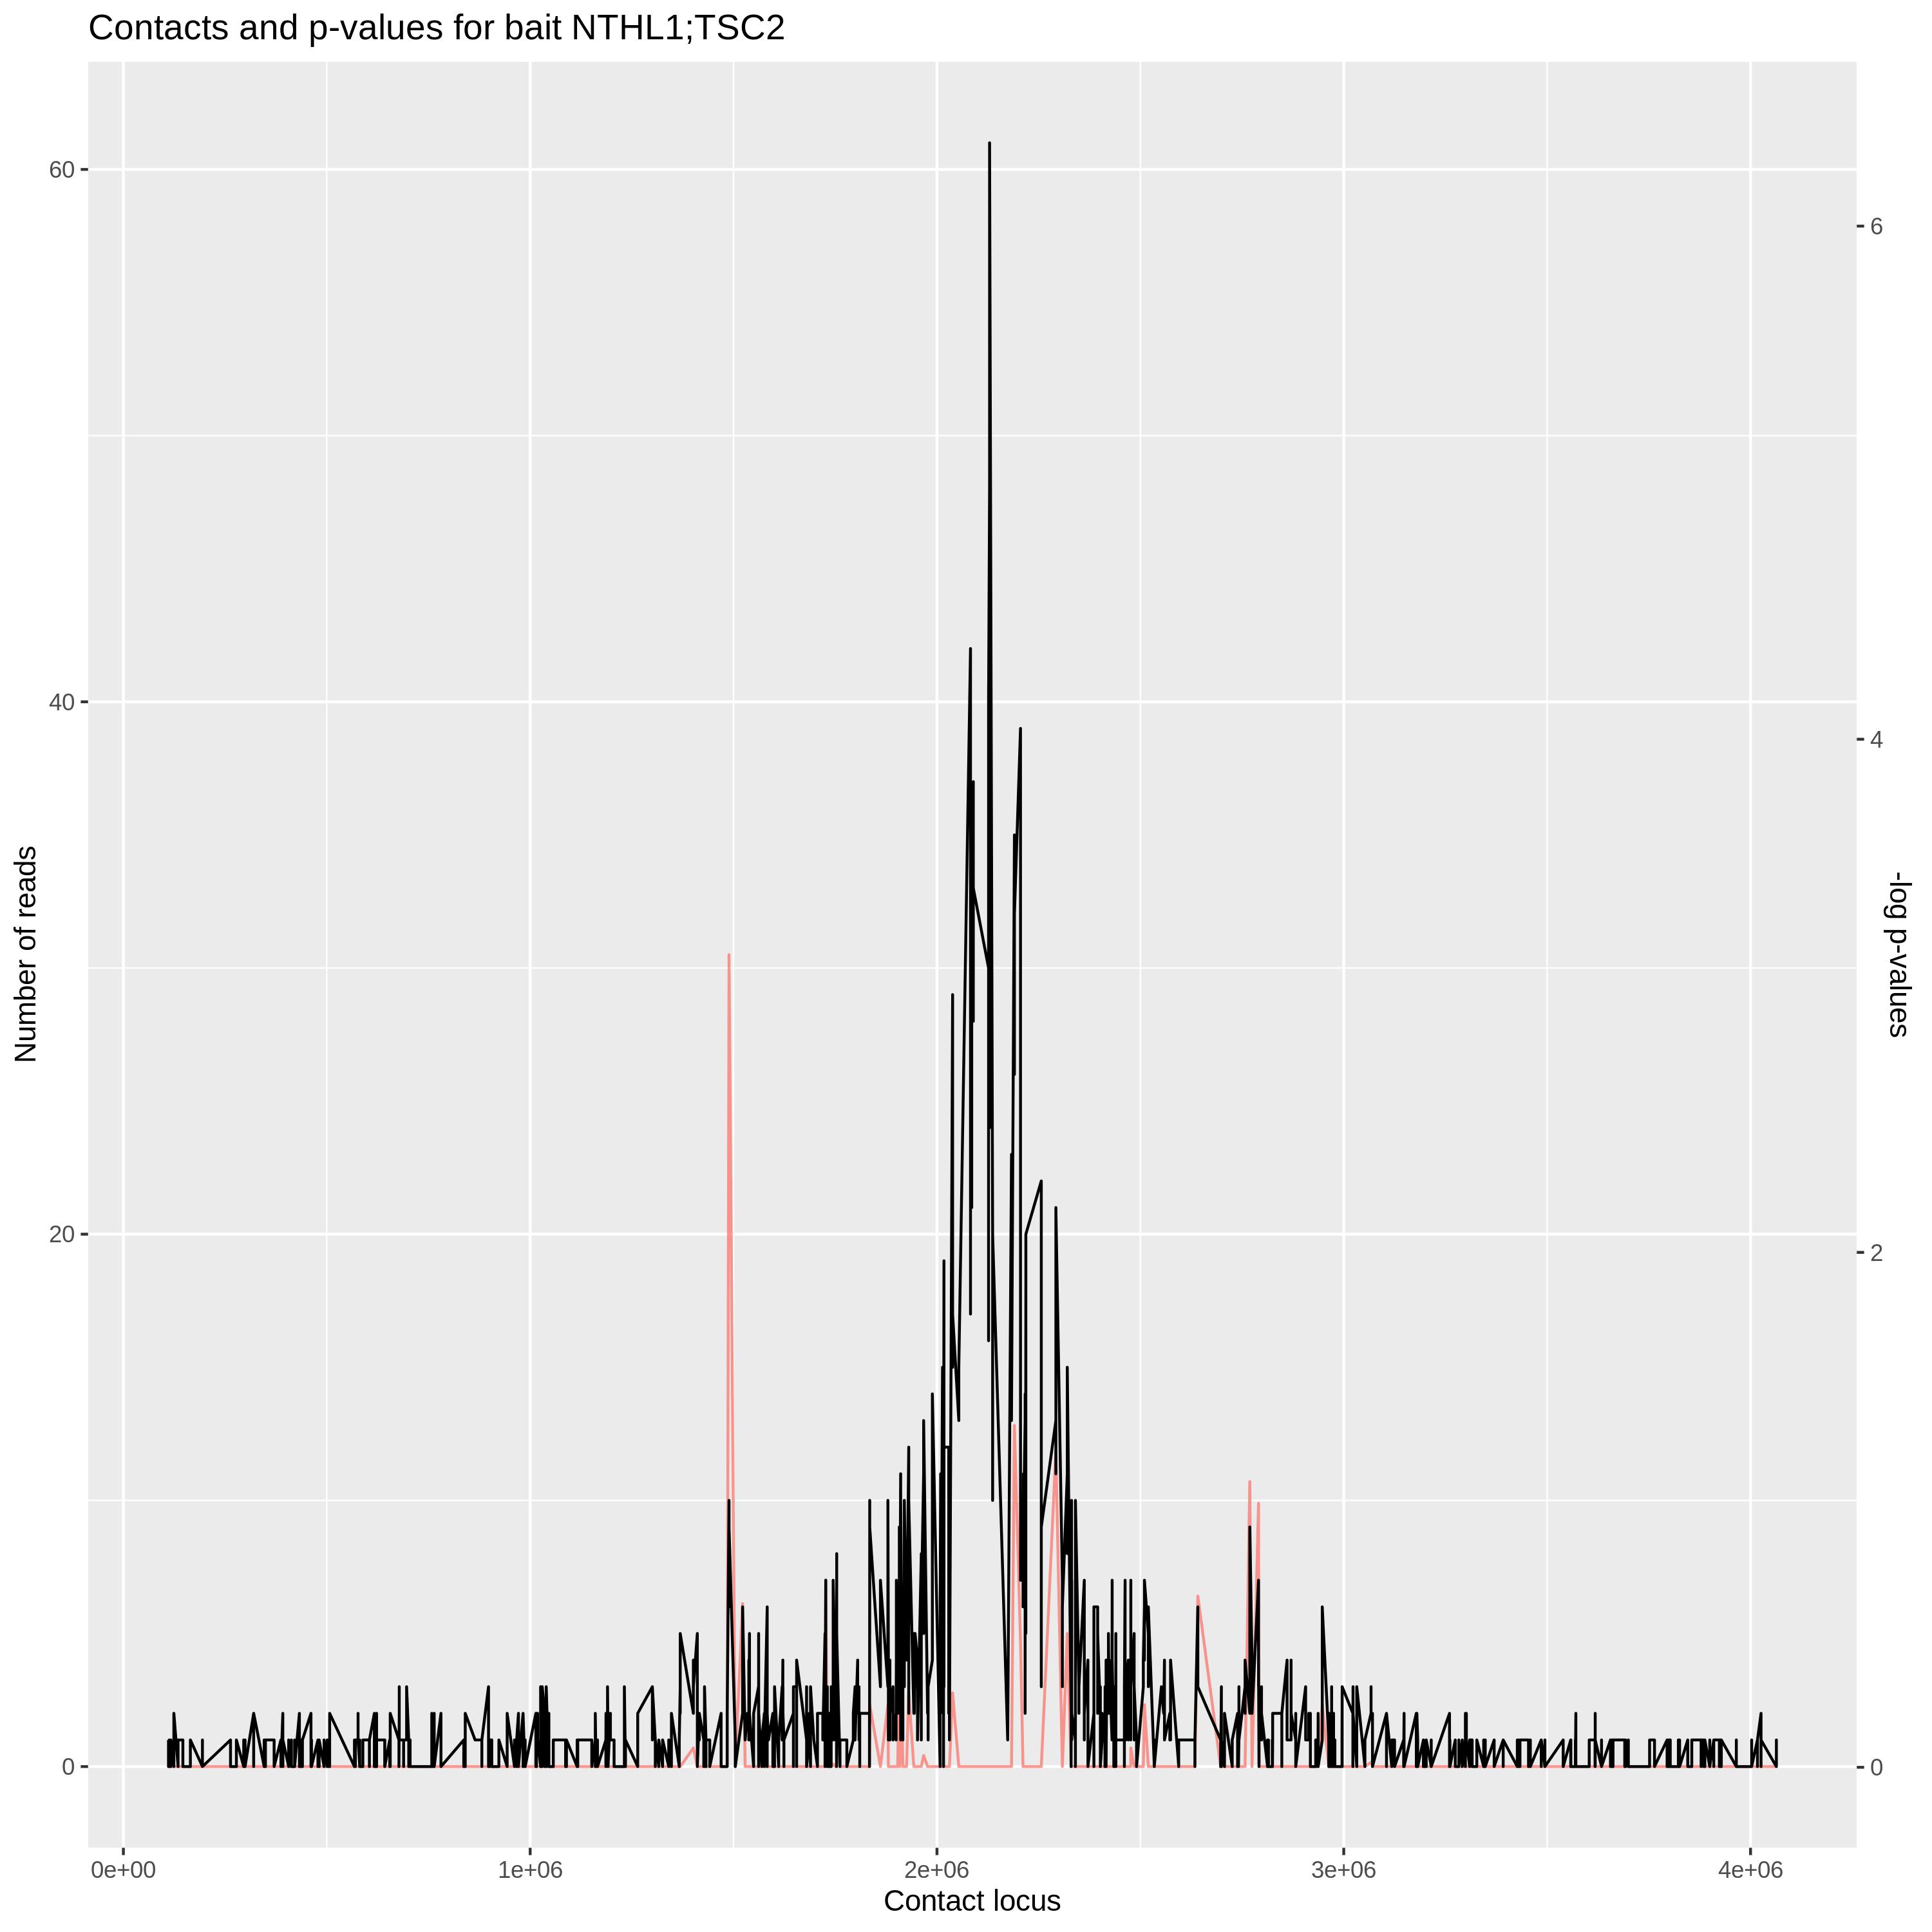 Contacts and p-values for bait NTHL1;TSC2
Number of reads
60
40
20
0
6
4
2
0
-log p-values
0e+00 1e+06 2e+06 3e+06 4e+06
Contact locus